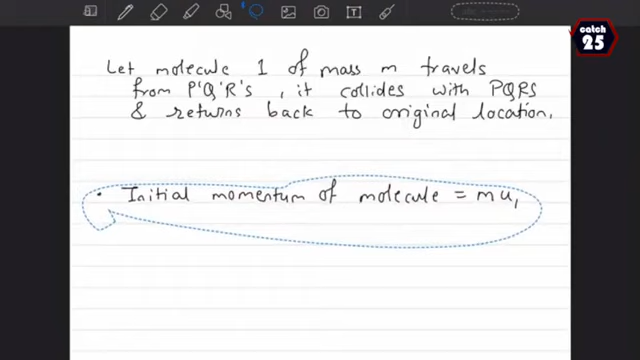 catch
25
Let molecule 1 of mass m travels
from P'Q'R's , it collides with PQRS
& returns back to original location.
• Initial momentum of molecule = mu₁